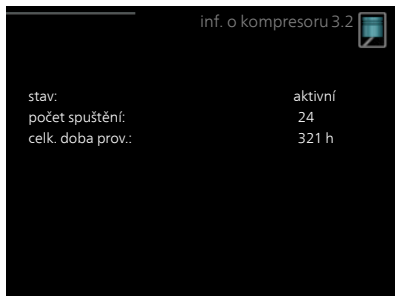 inf. o kompresoru 3.2
stav: aktivní
počet spuštění: 24
celk. doba prov.: 321 h